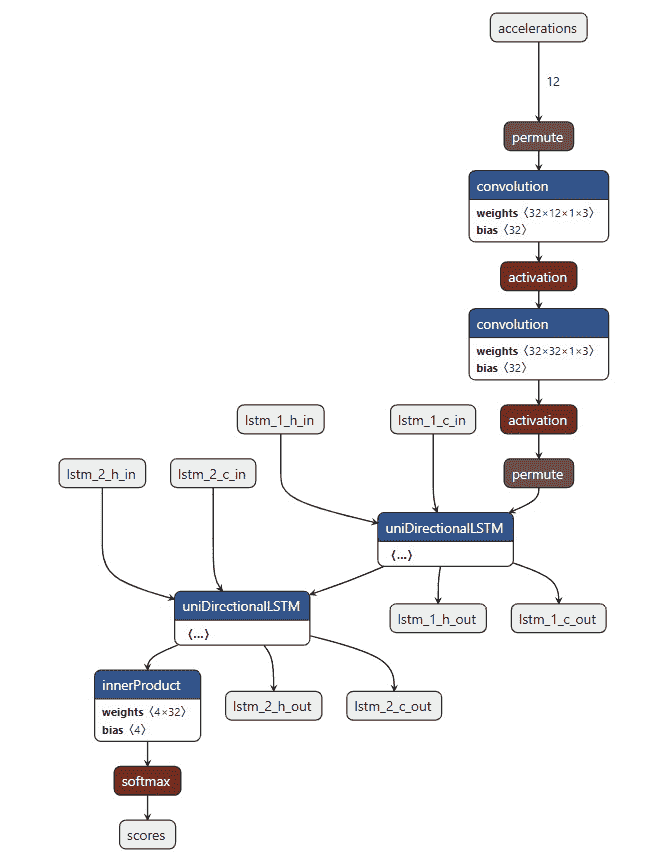 accelerations
12
permute
convolution
weights ⟨32×12×1×3⟩
bias ⟨32⟩
activation
convolution
weights ⟨32×32×1×3⟩
bias ⟨32⟩
lstm_1_h_in
lstm_1_c_in
activation
lstm_2_h_in
lstm_2_c_in
permute
uniDirectionalLSTM
⟨...⟩
uniDirectionalLSTM
⟨...⟩
lstm_1_h_out
lstm_1_c_out
innerProduct
weights ⟨4×32⟩
bias ⟨4⟩
lstm_2_h_out
lstm_2_c_out
softmax
scores